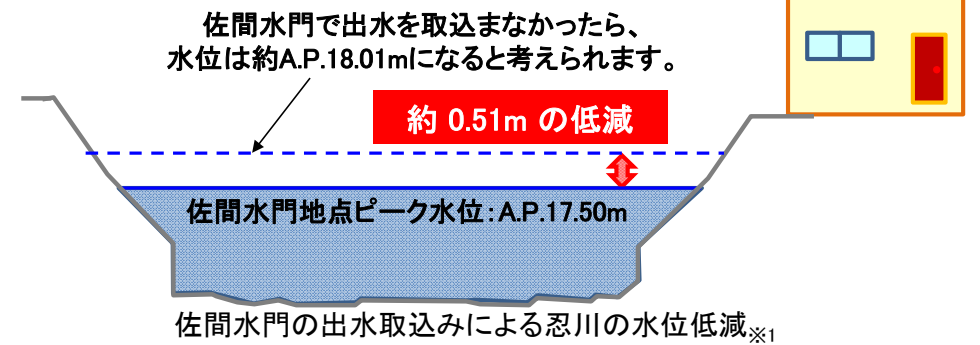 佐間水門で出水を取込まなかったら、
水位は約A.P.18.01mになると考えられます。
約 0.51m の低減
佐間水門地点ピーク水位：A.P.17.50m
佐間水門の出水取込みによる忍川の水位低減※1